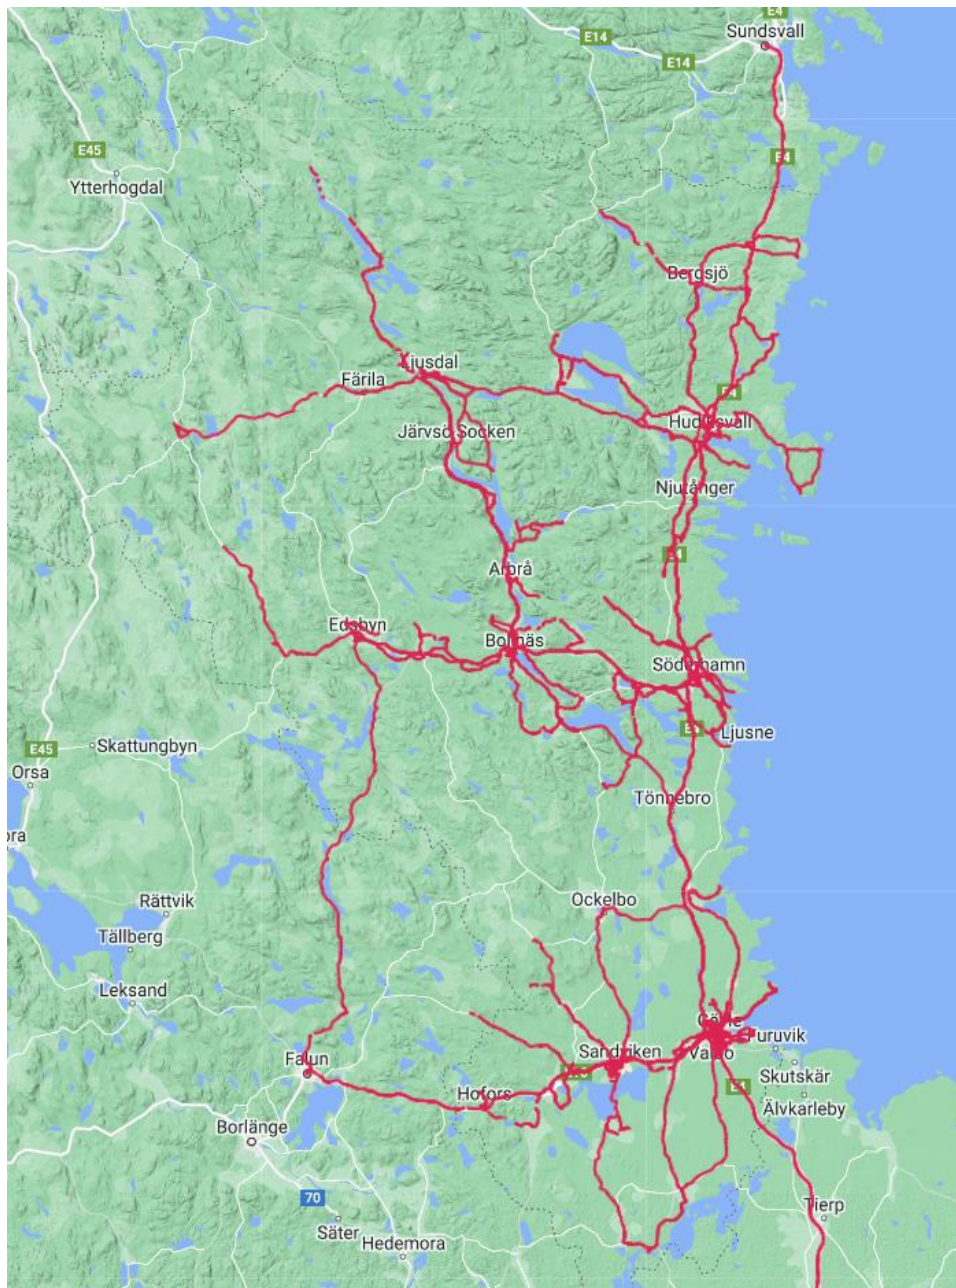 E4
Sundsvall
E14
E14
E45
E4
Ytterhogdal
Bergsjö
Ljusdal
Färila
E4
Hudiksvall
Järvsö Socken
Njutånger
E4
Arbrå
Edsbyn
Bollnäs
Söderhamn
Ljusne
E45
Skattungbyn
Orsa
Tönnebro
ora
Rättvik
Ockelbo
Tällberg
Leksand
Gävle
Furuvik
Sandviken
Valbo
Falun
Skutskär
Hofors
E4
Älvkarleby
Borlänge
70
Tierp
Säter
Hedemora